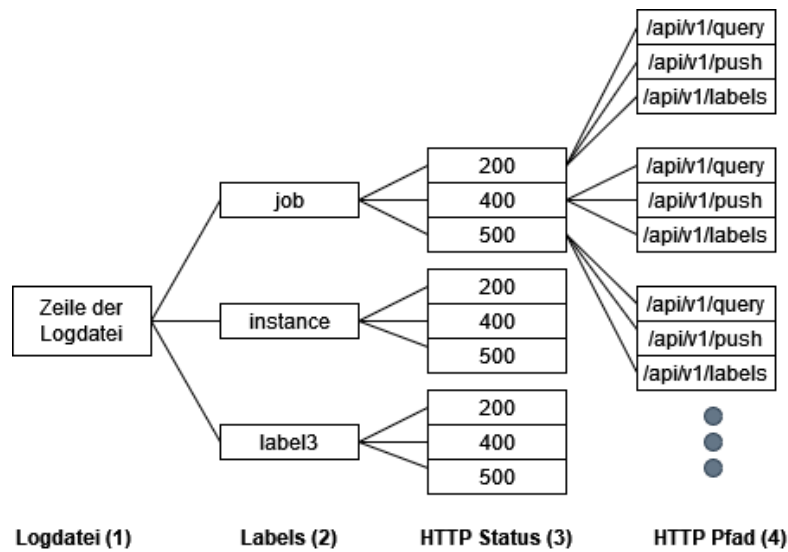 Zeile der
Logdatei
job
instance
label3
200
400
500
200
400
500
200
400
500
/api/v1/query
/api/v1/push
/api/v1/labels
/api/v1/query
/api/v1/push
/api/v1/labels
/api/v1/query
/api/v1/push
/api/v1/labels
Logdatei (1) Labels (2) HTTP Status (3) HTTP Pfad (4)